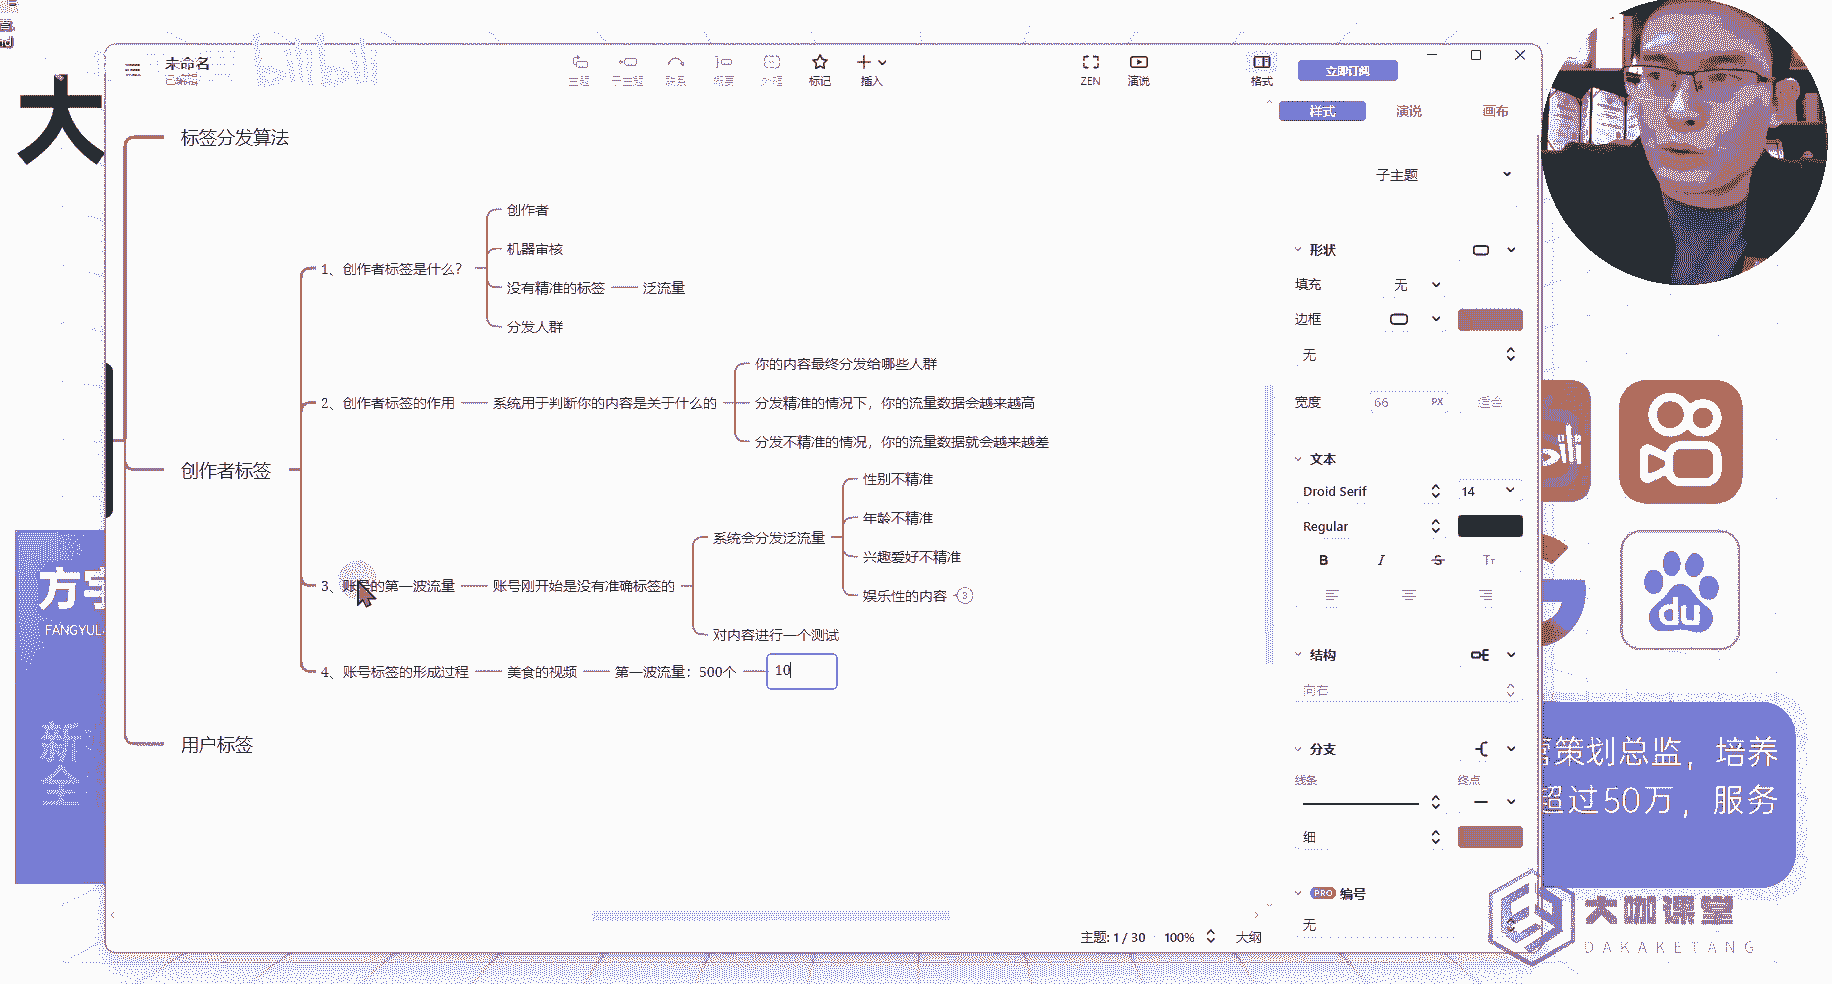 大
bilibili
未命名
已编辑
主题
子主题
联系
概要
外框
标记
插入
ZEN
演说
格式
立即订阅
样式
演说
画布
标签分发算法
创作者标签
用户标签
1、创作者标签是什么?
创作者
机器审核
没有精准的标签
泛流量
分发人群
2、创作者标签的作用
系统用于判断你的内容是关于什么的
你的内容最终分发给哪些人群
分发精准的情况下，你的流量数据会越来越高
分发不精准的情况，你的流量数据就会越来越差
3、账号的第一波流量
账号刚开始是没有准确标签的
系统会分发泛流量
性别不精准
年龄不精准
兴趣爱好不精准
娱乐性的内容
3
对内容进行一个测试
4、账号标签的形成过程
美食的视频
第一波流量：500个
10
子主题
形状
填充
无
边框
无
宽度
66
PX
适合
文本
Droid Serif
14
Regular
B
I
S
Tт
结构
向右
分支
线条
终点
细
PRO
编号
无
主题: 1 / 30
100%
大纲
方宇
FANGYUL
新
全
du
营策划总监，培养
超过50万，服务
大咖课堂
DAKAKETANG